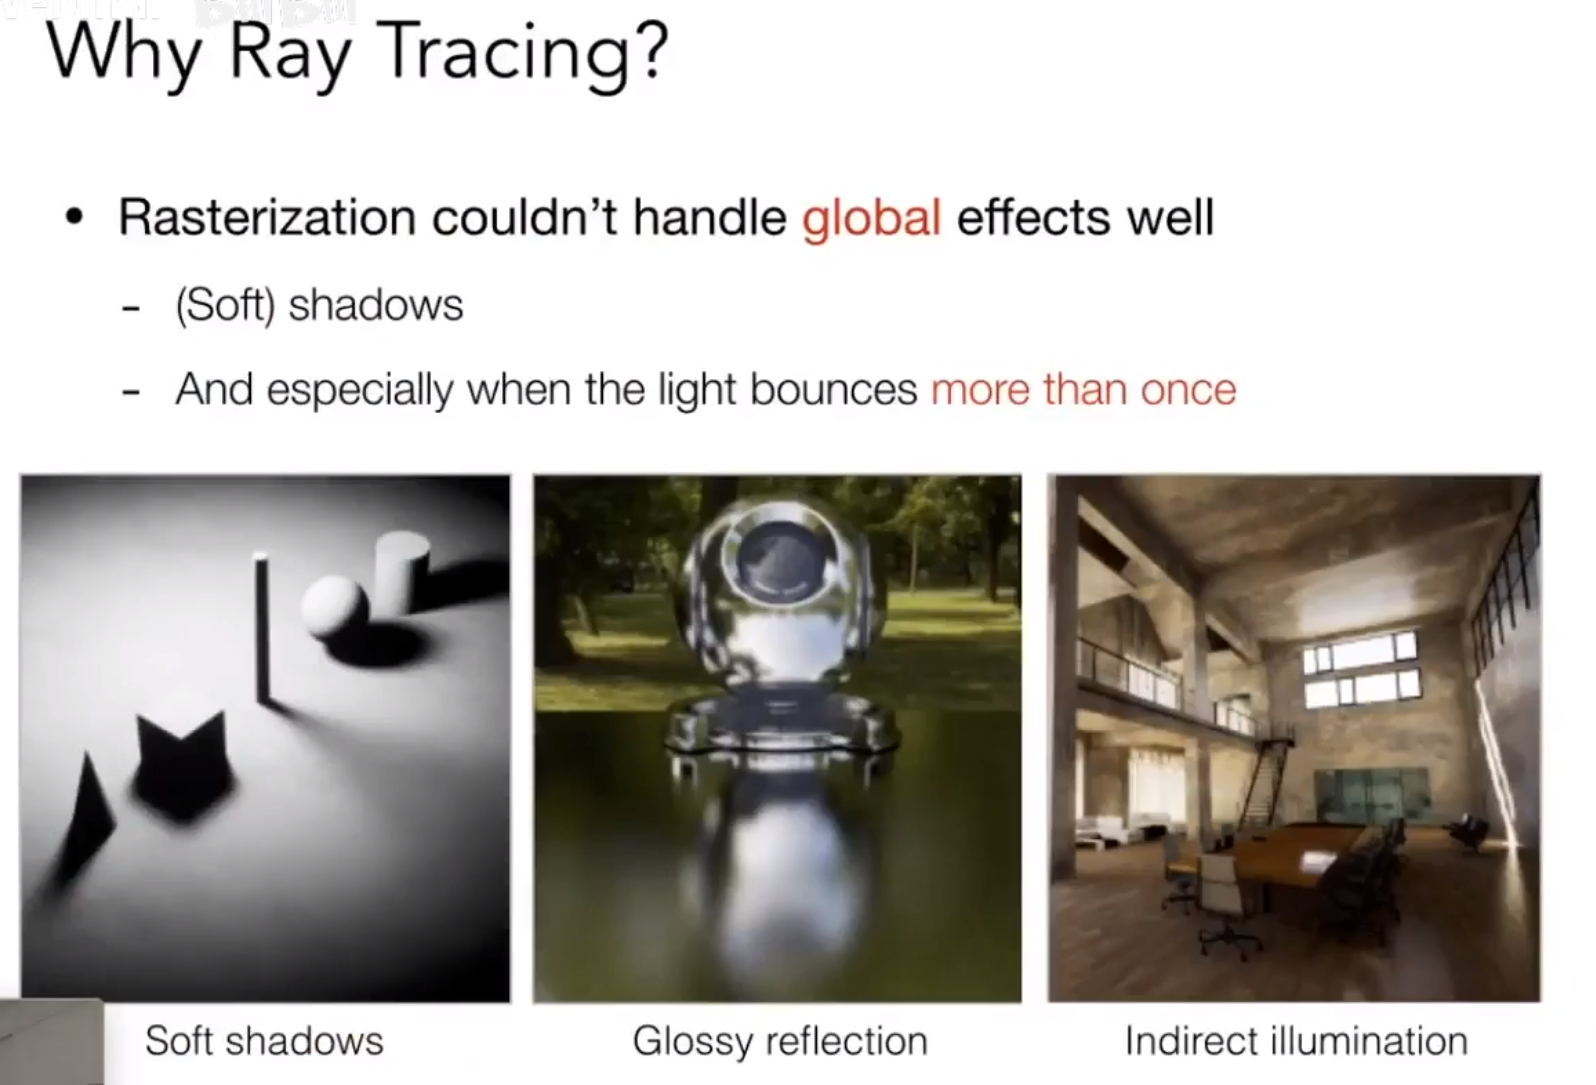 Why Ray Tracing?
• Rasterization couldn't handle global effects well
- (Soft) shadows
- And especially when the light bounces more than once
Soft shadows
Glossy reflection
Indirect illumination